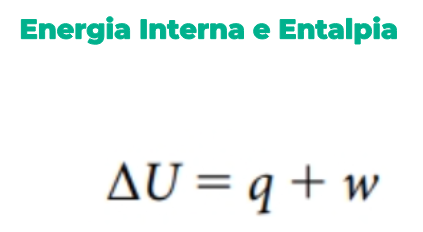 Energia Interna e Entalpia
ΔU = q + w